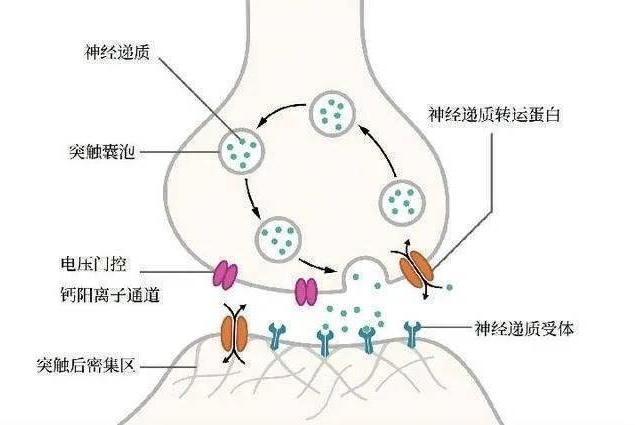 神经递质
神经递质转运蛋白
突触囊泡
电压门控
钙阳离子通道
神经递质受体
突触后密集区